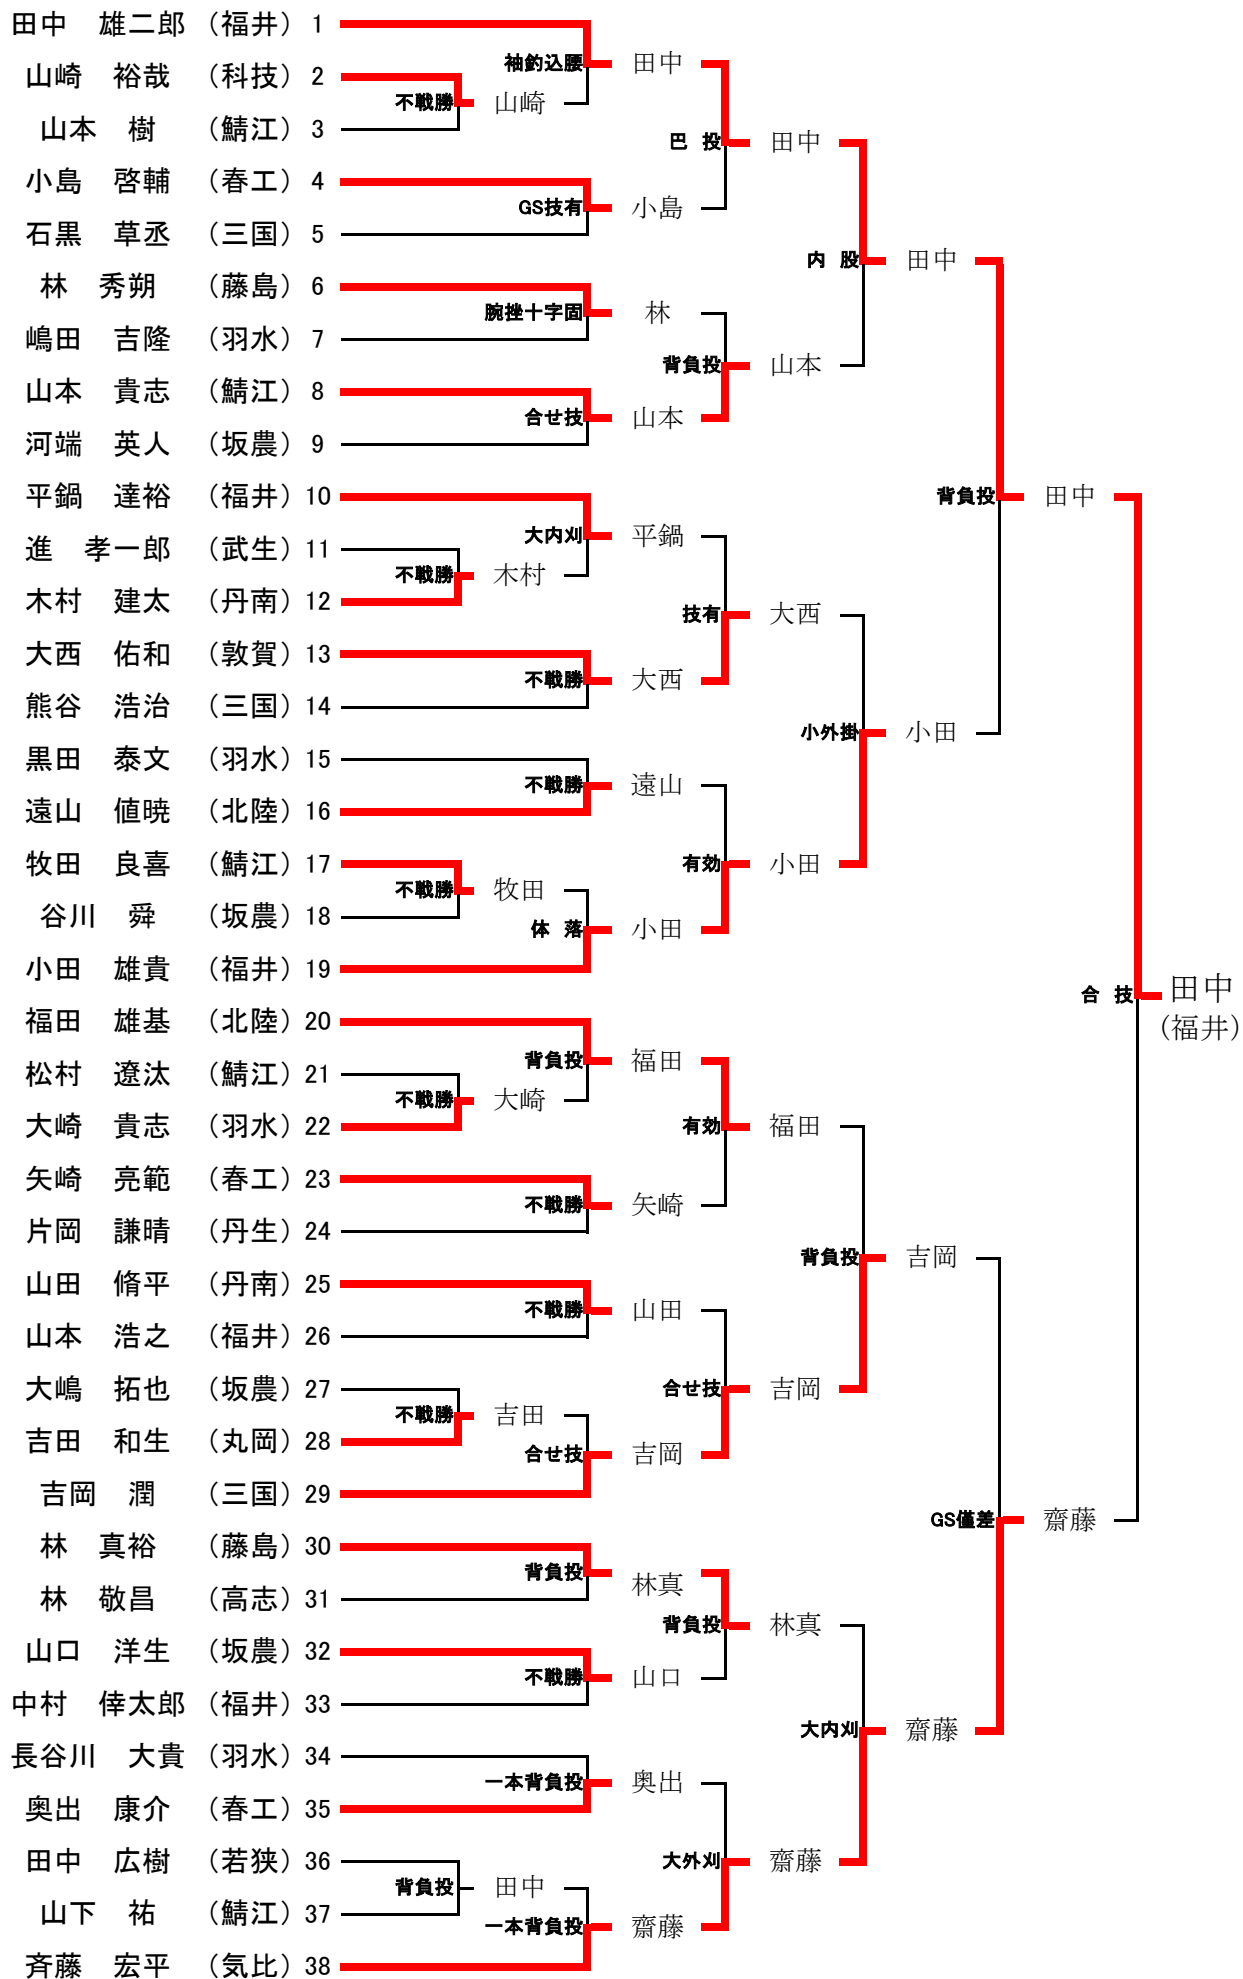 田中　雄二郎（福井）1
袖釣込腰 田中
山崎　裕哉　（科技）2
不戦勝 山崎
山本　樹　（鯖江）3
巴 投 田中
小島　啓輔　（春工）4
GS技有 小島
石黒　草丞　（三国）5
内 股 田中
林　秀朔　（藤島）6
腕挫十字固 林
嶋田　吉隆　（羽水）7
背負投 山本
山本　貴志　（鯖江）8
合せ技 山本
河端　英人　（坂農）9
平鍋　達裕　（福井）10
背負投 田中
大内刈 平鍋
進　孝一郎　（武生）11
不戦勝 木村
木村　建太　（丹南）12
技有 大西
大西　佑和　（敦賀）13
不戦勝 大西
熊谷　浩治　（三国）14
小外掛 小田
黒田　泰文　（羽水）15
不戦勝 遠山
遠山　値暁　（北陸）16
牧田　良喜　（鯖江）17
有効 小田
不戦勝 牧田
谷川　舜　（坂農）18
体 落 小田
小田　雄貴　（福井）19
合 技 田中
（福井）
福田　雄基　（北陸）20
背負投 福田
松村　遼汰　（鯖江）21
不戦勝 大崎
大崎　貴志　（羽水）22
有効 福田
矢崎　亮範　（春工）23
不戦勝 矢崎
片岡　謙晴　（丹生）24
背負投 吉岡
山田　脩平　（丹南）25
不戦勝 山田
山本　浩之　（福井）26
大嶋　拓也　（坂農）27
合せ技 吉岡
不戦勝 吉田
吉田　和生　（丸岡）28
合せ技 吉岡
吉岡　潤　（三国）29
GS僅差 齋藤
林　真裕　（藤島）30
背負投 林真
林　敬昌　（高志）31
背負投 林真
山口　洋生　（坂農）32
不戦勝 山口
中村　倖太郎（福井）33
大内刈 齋藤
長谷川　大貴（羽水）34
一本背負投 奥出
奥出　康介　（春工）35
田中　広樹　（若狭）36
大外刈 齋藤
背負投 田中
山下　祐　（鯖江）37
一本背負投 齋藤
斉藤　宏平　（気比）38